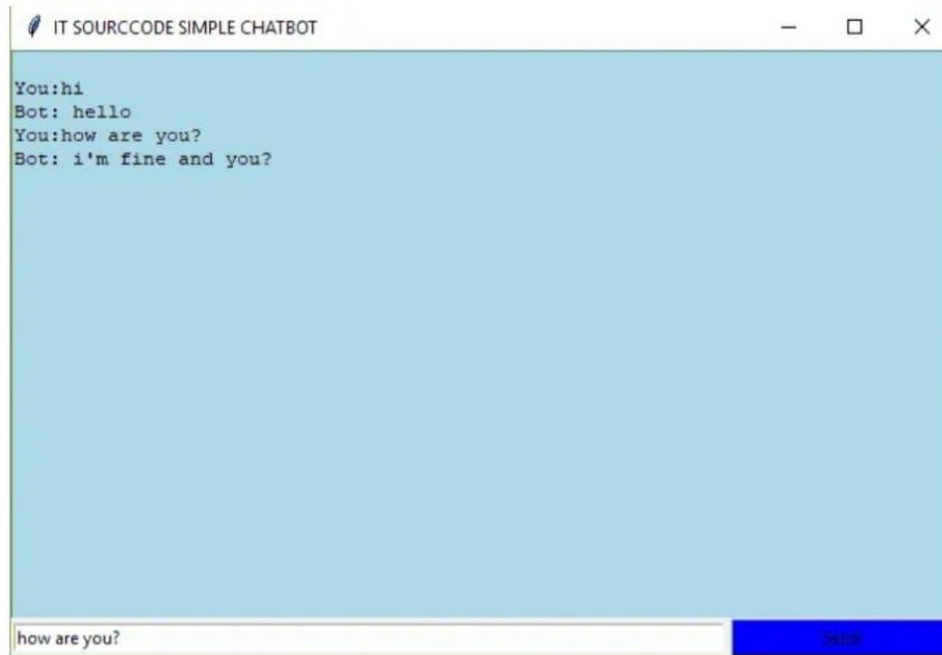 IT SOURCCODE SIMPLE CHATBOT
You:hi
Bot: hello
You:how are you?
Bot: i'm fine and you?
how are you?
Send